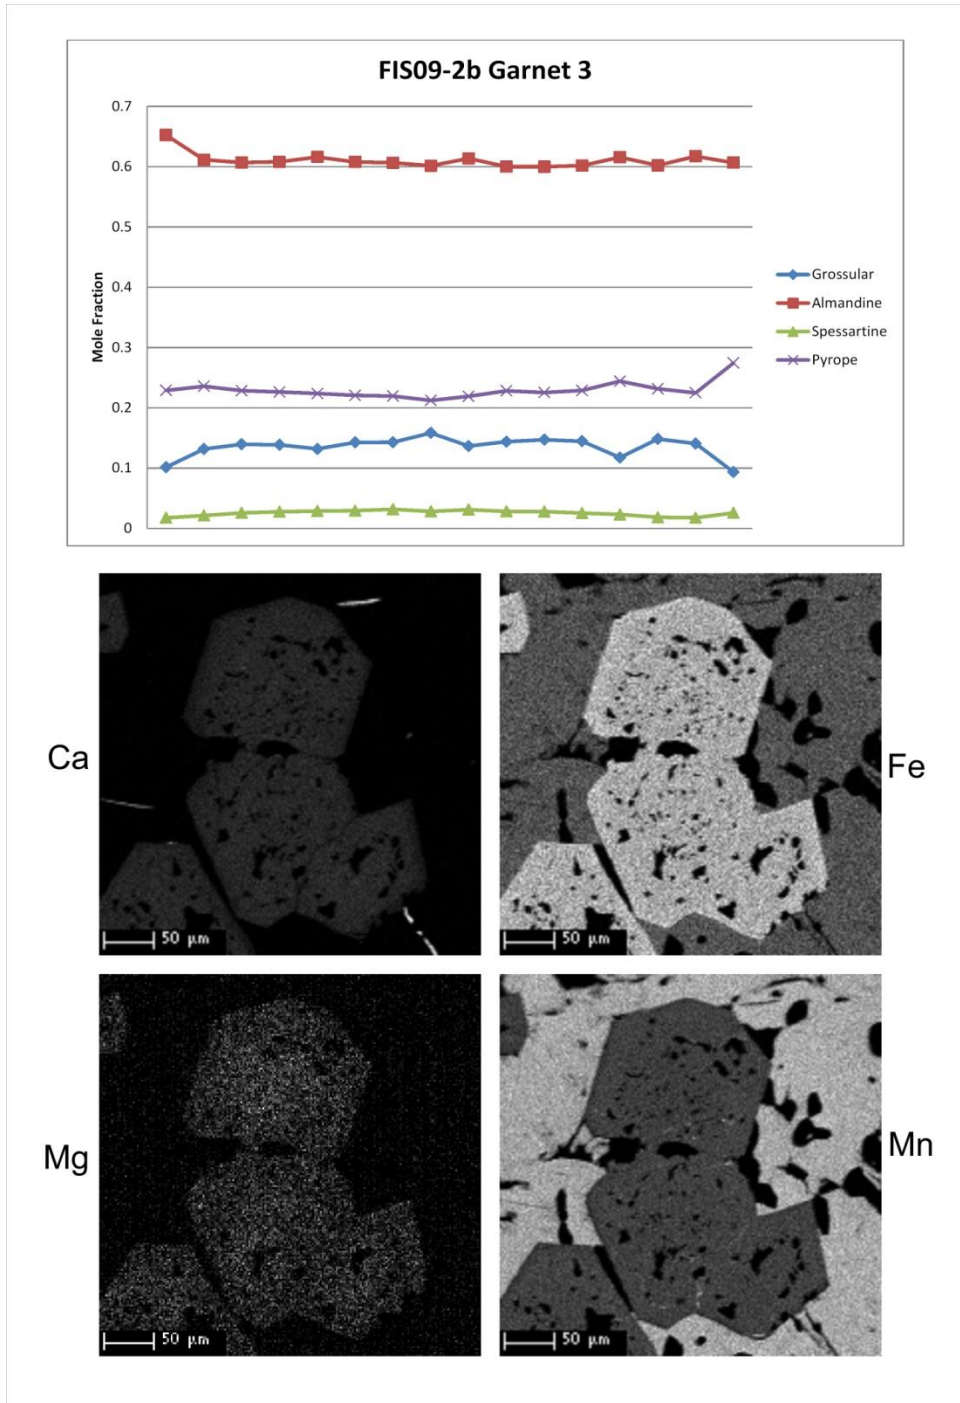 FIS09-2b Garnet 3
0.7
0.6
0.5
0.4
0.3
0.2
0.1
0
Mole Fraction
Grossular
Almandine
Spessartine
Pyrope
Ca
50 µm
Fe
50 µm
Mg
50 µm
Mn
50 µm